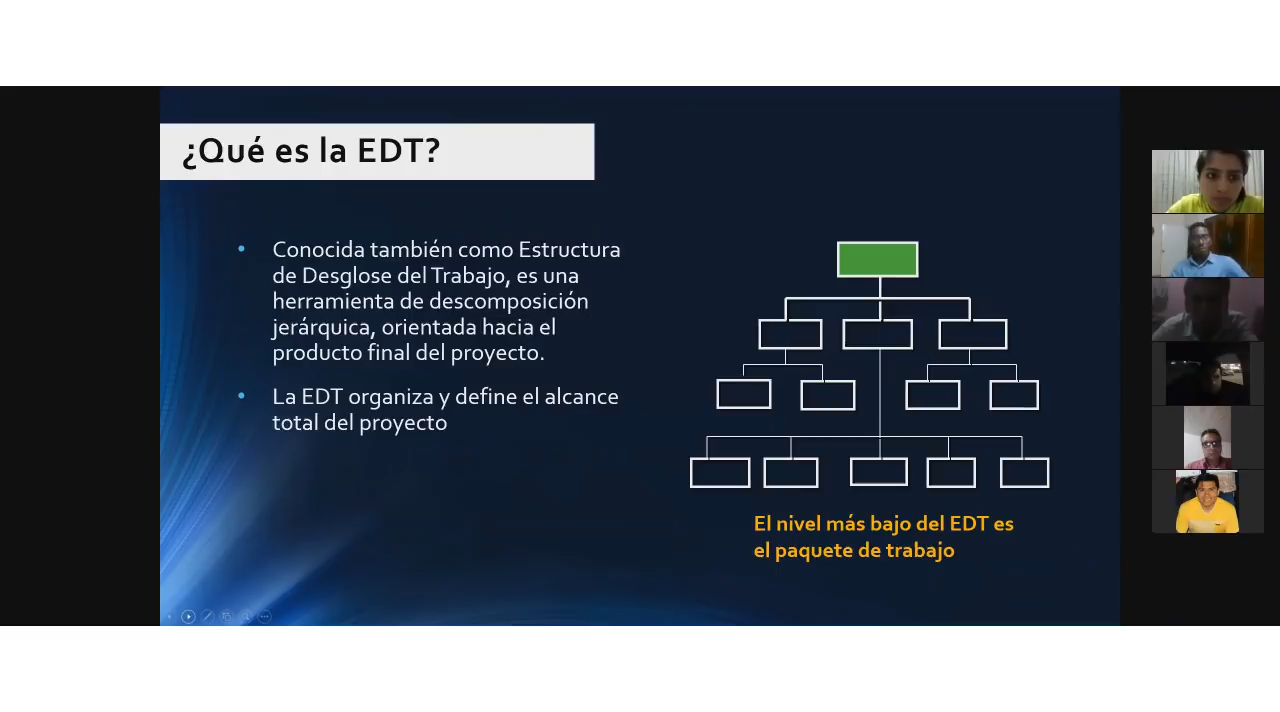 ¿Qué es la EDT?
• Conocida también como Estructura
de Desglose del Trabajo, es una
herramienta de descomposición
jerárquica, orientada hacia el
producto final del proyecto.
• La EDT organiza y define el alcance
total del proyecto
El nivel más bajo del EDT es
el paquete de trabajo